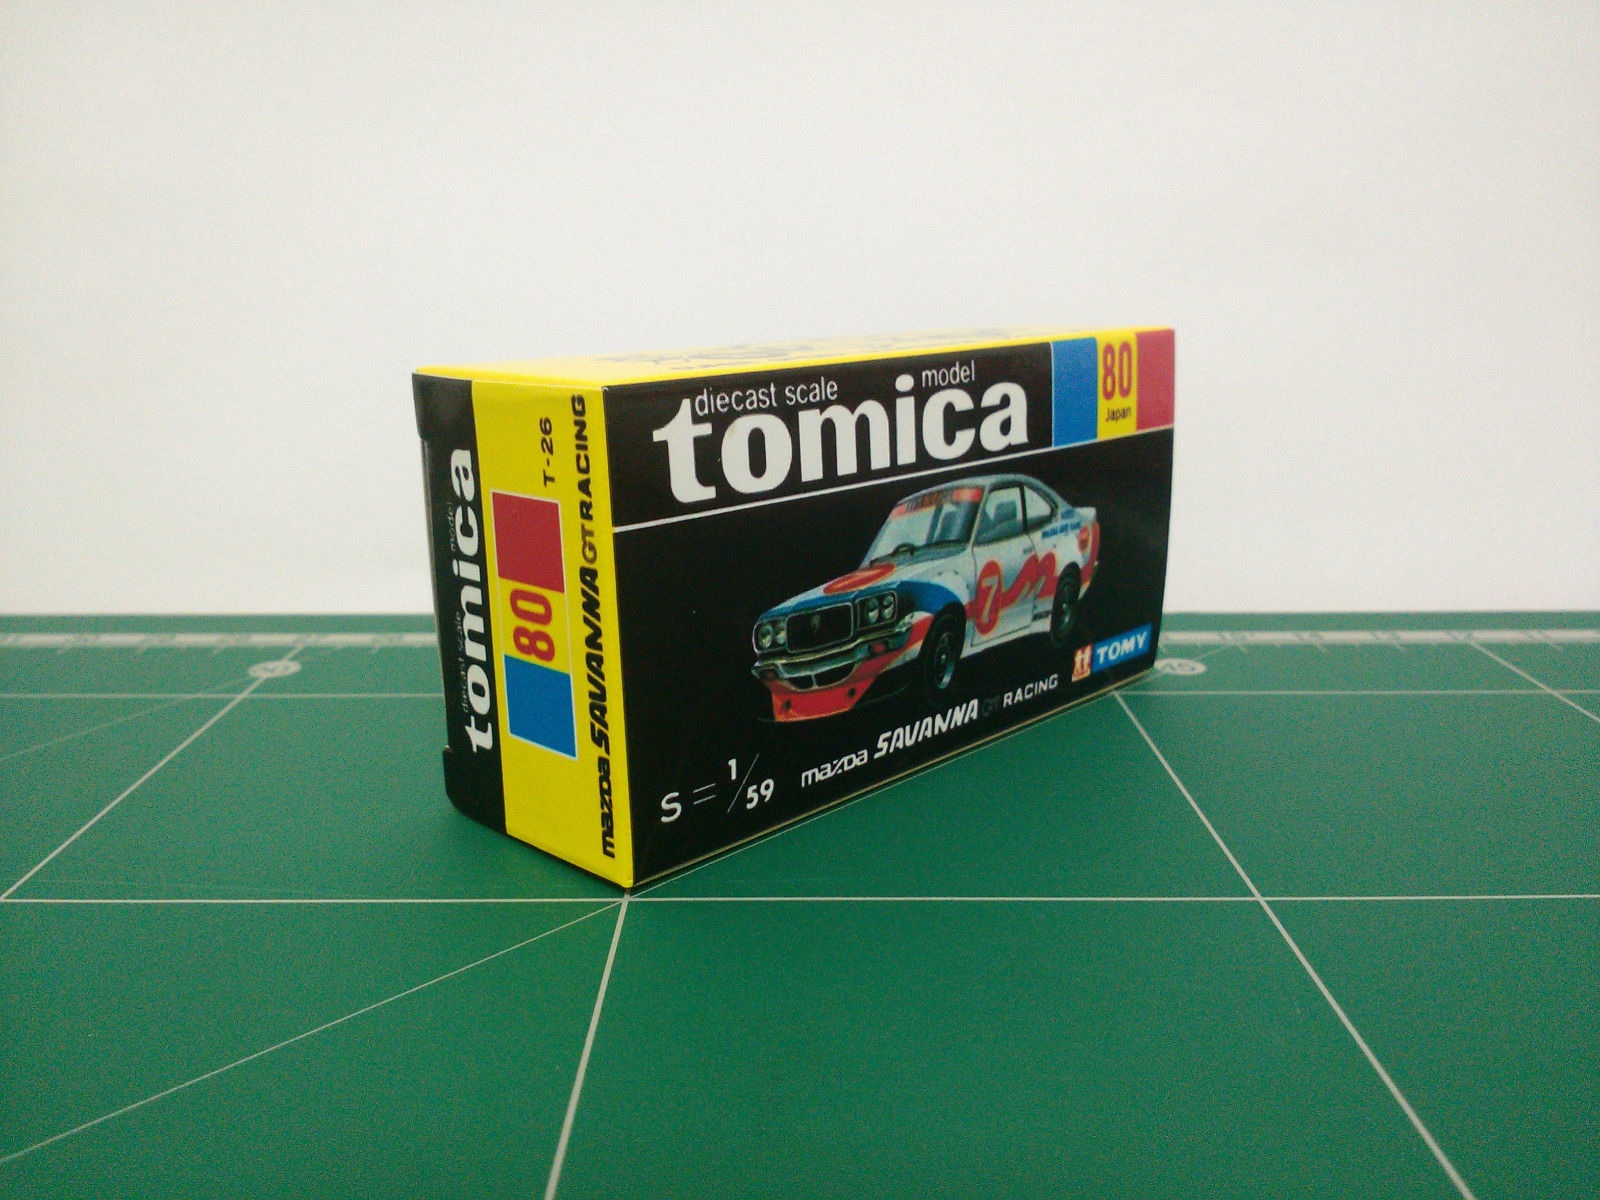 diecast scale model
tomica
80
Japan
7
TOMY
S = 1/59
mazda SAVANNA GT RACING
diecast scale model
tomica
80
T-26
mazda SAVANNA GT RACING